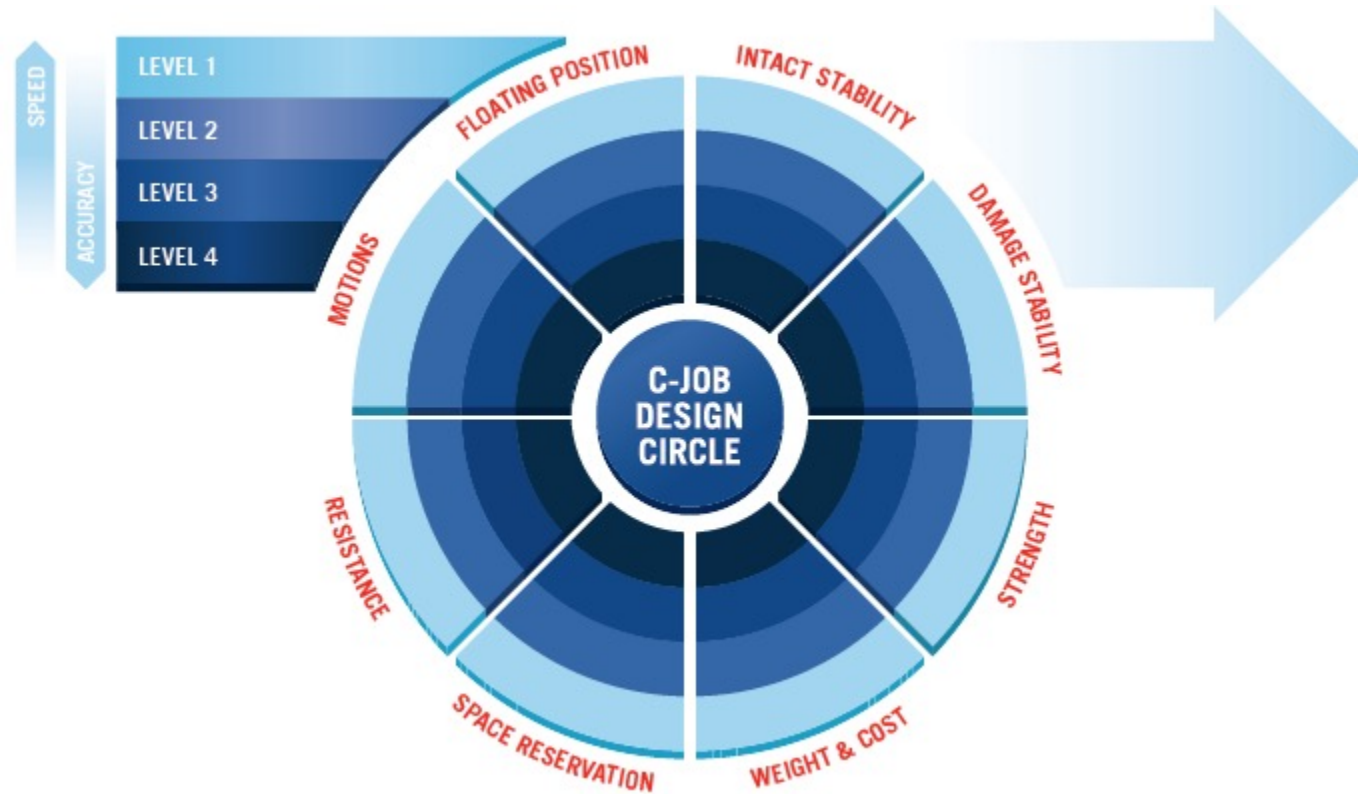 SPEED
ACCURACY
LEVEL 1
LEVEL 2
LEVEL 3
LEVEL 4
FLOATING POSITION
INTACT STABILITY
DAMAGE STABILITY
STRENGTH
WEIGHT & COST
SPACE RESERVATION
RESISTANCE
MOTIONS
C-JOB
DESIGN
CIRCLE